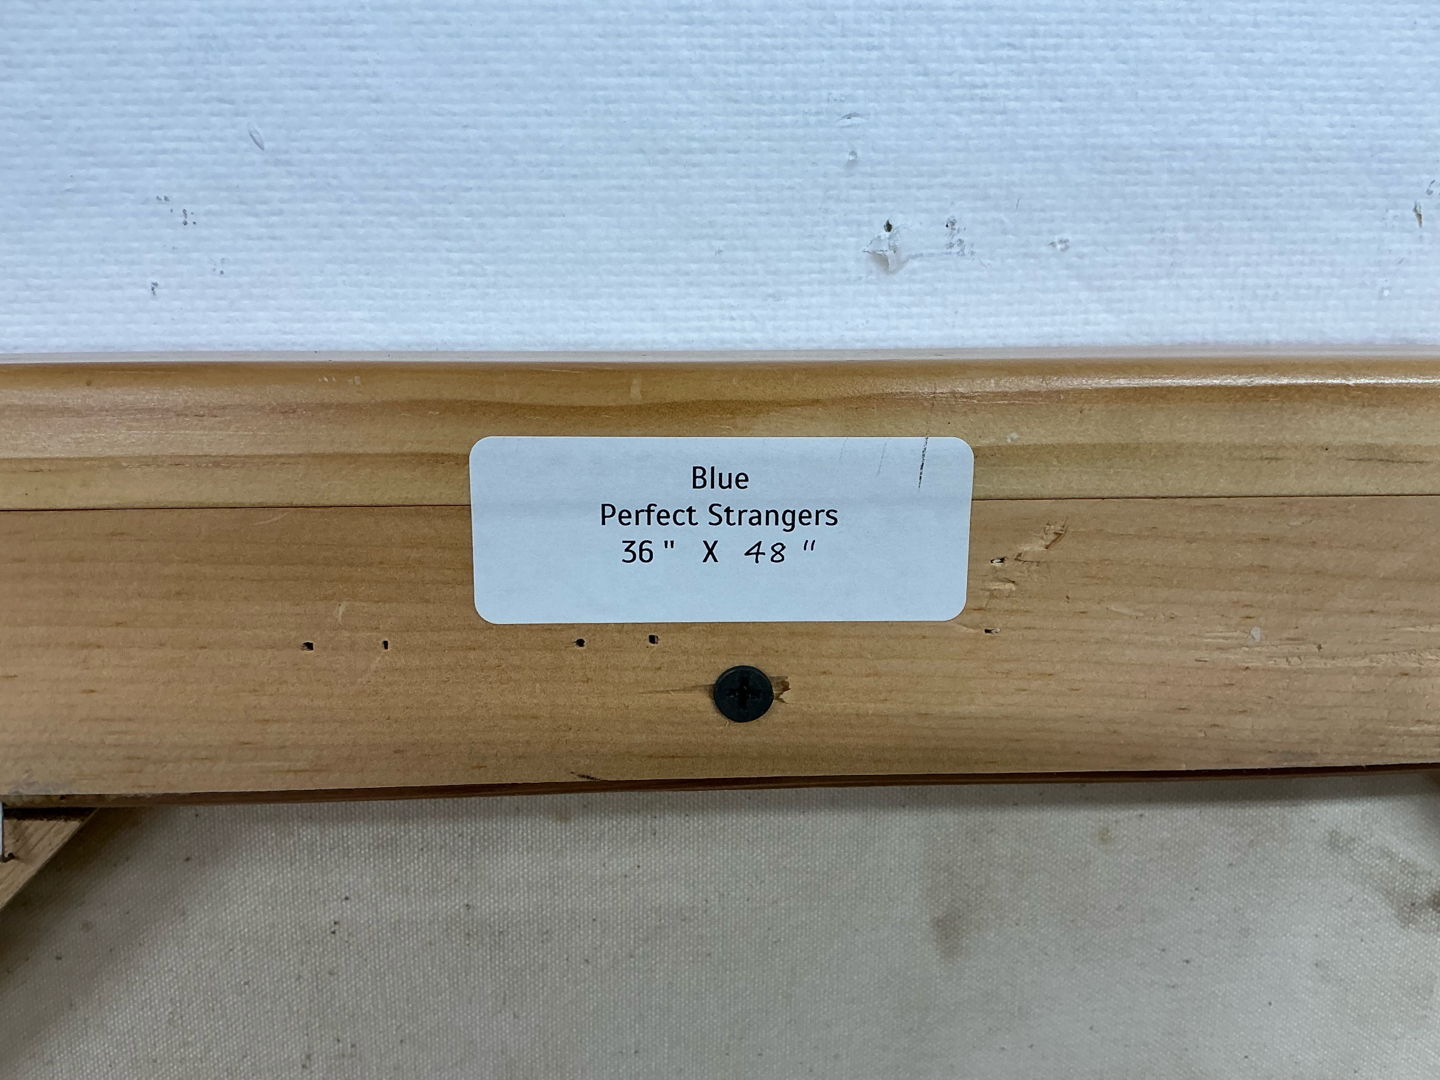 Blue
Perfect Strangers
36" X 48"